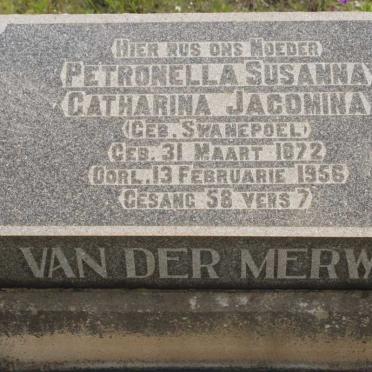 HIER RUS ONS MOEDER
PETRONELLA SUSANNA
CATHARINA JACOMINA
(GEB. SWANEPOEL)
GEB. 31 MAART 1872
OORL. 13 FEBRUARIE 1956
GESANG 58 VERS 7
VAN DER MERW